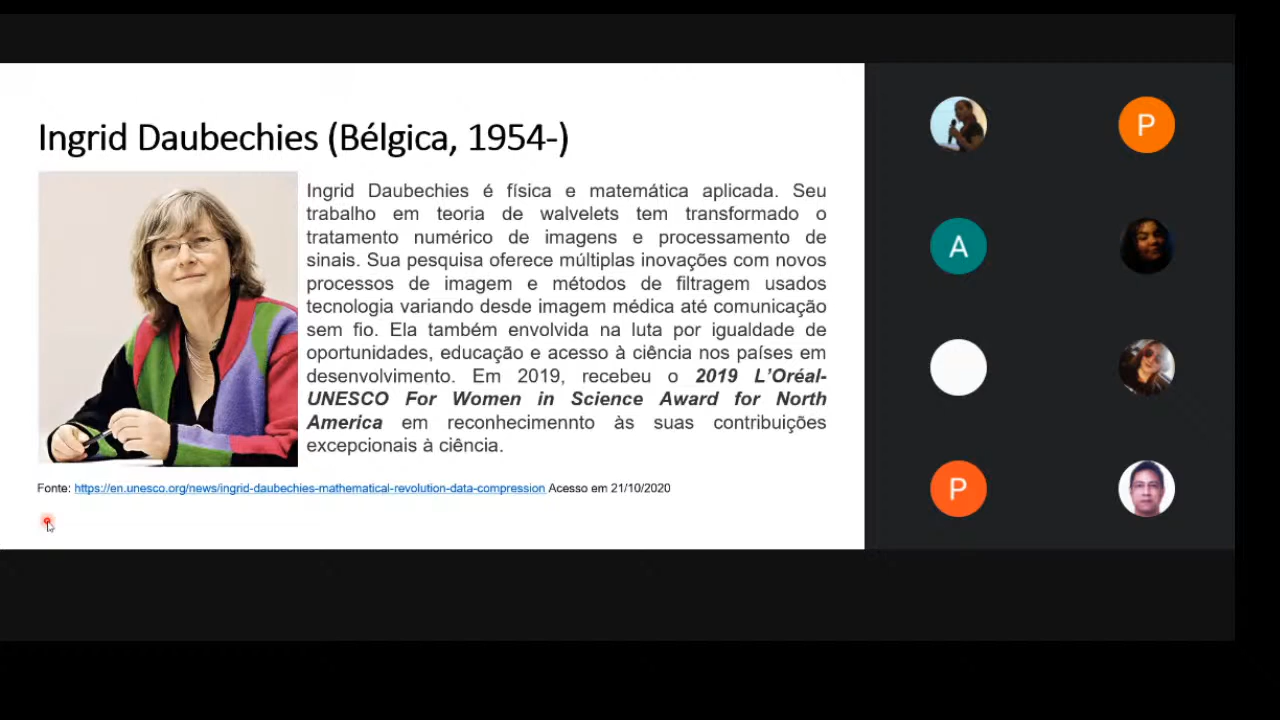 Ingrid Daubechies (Bélgica, 1954-)
Ingrid Daubechies é física e matemática aplicada. Seu
trabalho em teoria de walvelets tem transformado o
tratamento numérico de imagens e processamento de
sinais. Sua pesquisa oferece múltiplas inovações com novos
processos de imagem e métodos de filtragem usados
tecnologia variando desde imagem médica até comunicação
sem fio. Ela também envolvida na luta por igualdade de
oportunidades, educação e acesso à ciência nos países em
desenvolvimento. Em 2019, recebeu o 2019 L'Oréal-
UNESCO For Women in Science Award for North
America em reconhecimennto às suas contribuições
excepcionais à ciência.
Fonte: https://en.unesco.org/news/ingrid-daubechies-mathematical-revolution-data-compression Acesso em 21/10/2020
P
A
P